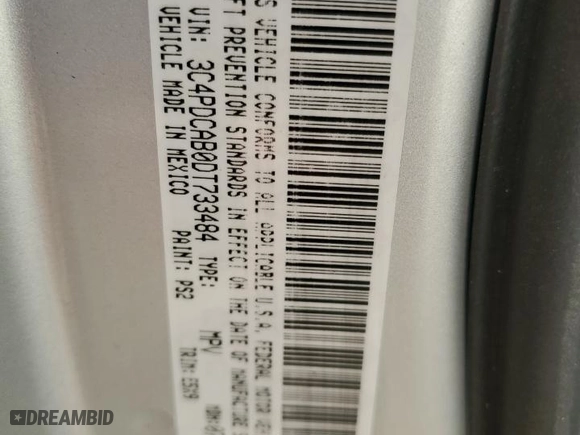 S VEHICLE CONFORMS TO ALL APPLICABLE U.S.A. FEDERAL MOTOR
FT PREVENTION STANDARDS IN EFFECT ON THE DATE OF MANUFACTURE
VIN: 3C4PDCAB0DT733484 TYPE: MPV
VEHICLE MADE IN MEXICO PAINT: PS2 TRIM:
DREAMBID